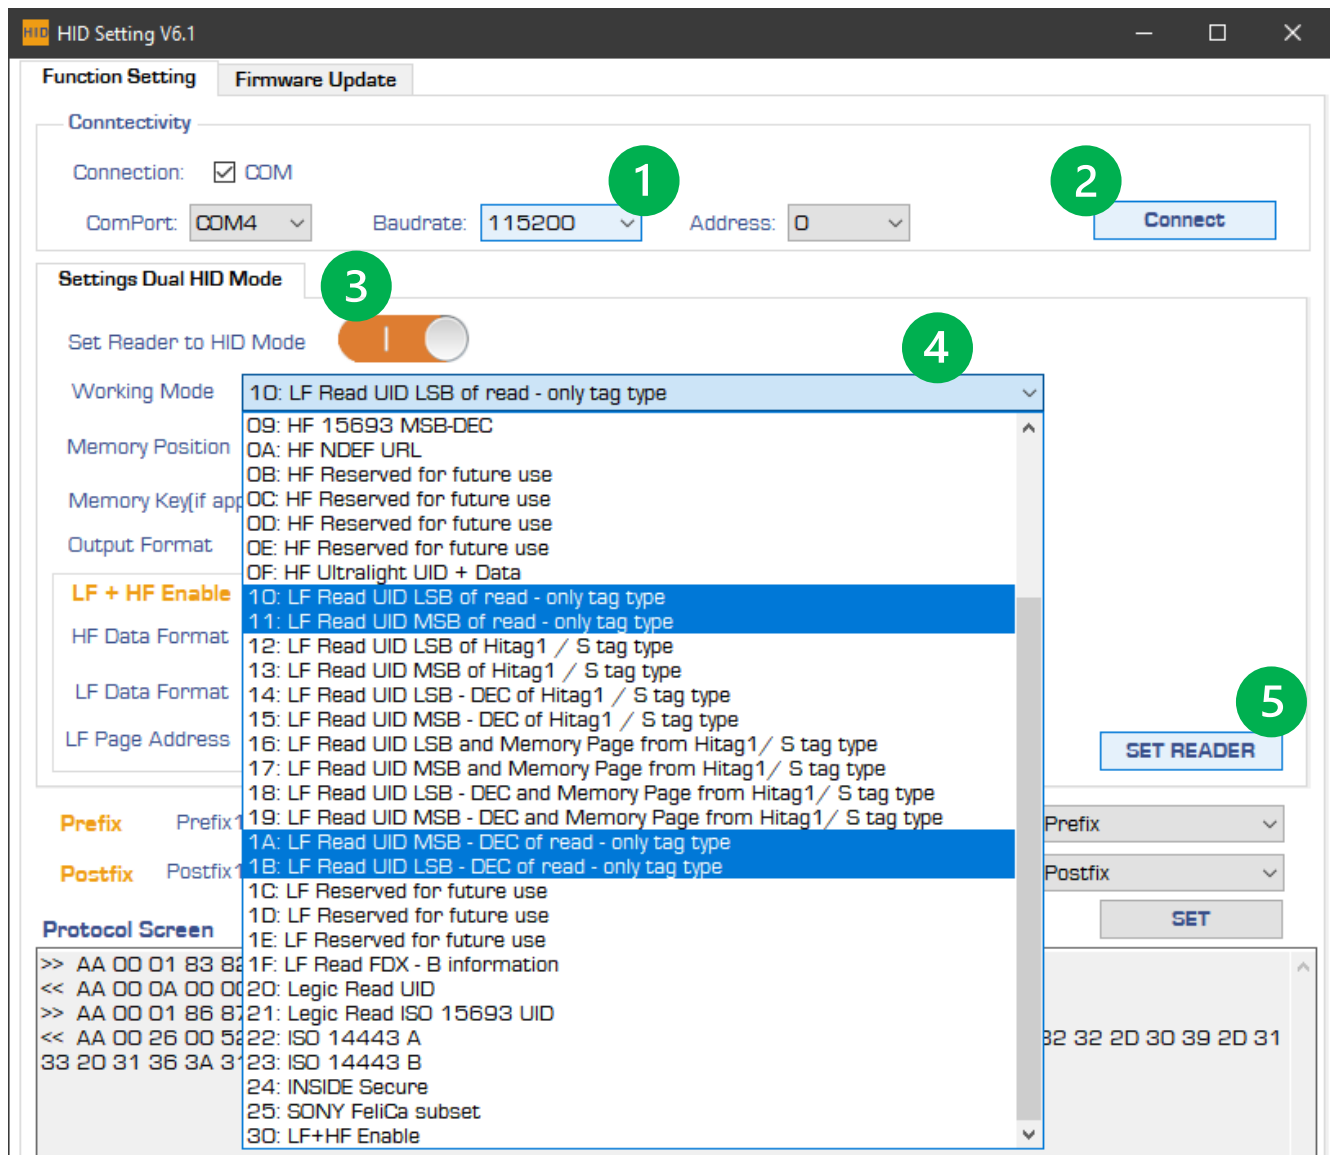 HID HID Setting V6.1
Function Setting Firmware Update
Conntectivity
Connection: COM
1
2
ComPort: COM4 Baudrate: 115200 Address: 0 Connect
Settings Dual HID Mode
3
Set Reader to HID Mode
4
Working Mode 10: LF Read UID LSB of read - only tag type
09: HF 15693 MSB-DEC
Memory Position
0A: HF NDEF URL
0B: HF Reserved for future use
Memory Key(if app
0C: HF Reserved for future use
0D: HF Reserved for future use
Output Format
0E: HF Reserved for future use
0F: HF Ultralight UID + Data
LF + HF Enable
10: LF Read UID LSB of read - only tag type
11: LF Read UID MSB of read - only tag type
HF Data Format
12: LF Read UID LSB of Hitag1 / S tag type
13: LF Read UID MSB of Hitag1 / S tag type
LF Data Format
14: LF Read UID LSB - DEC of Hitag1 / S tag type
15: LF Read UID MSB - DEC of Hitag1 / S tag type
5
LF Page Address
16: LF Read UID LSB and Memory Page from Hitag1/ S tag type
SET READER
17: LF Read UID MSB and Memory Page from Hitag1/ S tag type
18: LF Read UID LSB - DEC and Memory Page from Hitag1/ S tag type
19: LF Read UID MSB - DEC and Memory Page from Hitag1/ S tag type
Prefix Prefix1 Prefix
1A: LF Read UID MSB - DEC of read - only tag type
1B: LF Read UID LSB - DEC of read - only tag type
Postfix Postfix1 Postfix
1C: LF Reserved for future use
1D: LF Reserved for future use
SET
Protocol Screen
1E: LF Reserved for future use
>> AA 00 01 83 82
1F: LF Read FDX - B information
<< AA 00 0A 00 00
20: Legic Read UID
>> AA 00 01 86 87
21: Legic Read ISO 15693 UID
<< AA 00 26 00 52
22: ISO 14443 A
32 32 2D 30 39 2D 31
33 20 31 36 3A 31
23: ISO 14443 B
24: INSIDE Secure
25: SONY FeliCa subset
30: LF+HF Enable